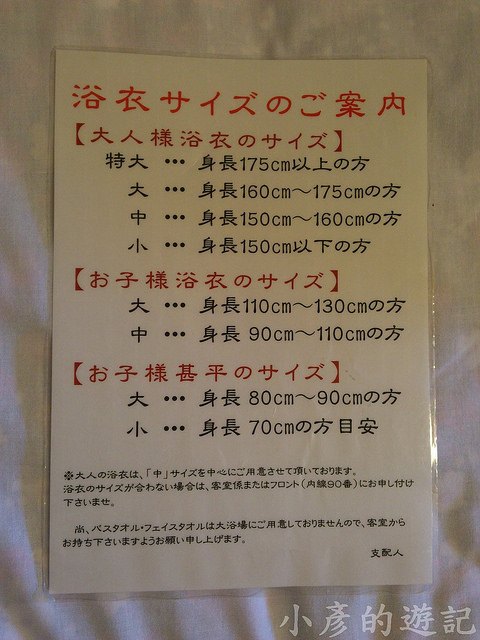 浴衣サイズのご案内
【大人様浴衣のサイズ】
特大 ••• 身長175cm以上の方
大 ••• 身長160cm～175cmの方
中 ••• 身長150cm～160cmの方
小 ••• 身長150cm以下の方
【お子様浴衣のサイズ】
大 ••• 身長110cm～130cmの方
中 ••• 身長 90cm～110cmの方
【お子様甚平のサイズ】
大 ••• 身長 80cm～90cmの方
小 ••• 身長 70cmの方目安
※大人の浴衣は、「中」サイズを中心にご用意させて頂いております。
浴衣のサイズが合わない場合は、客室係またはフロント（内線90番）にお申し付け
下さいませ。
尚、バスタオル・フェイスタオルは大浴場にご用意しておりませんので、客室から
お持ち下さいますようお願い申し上げます。
支配人
小彥的遊記